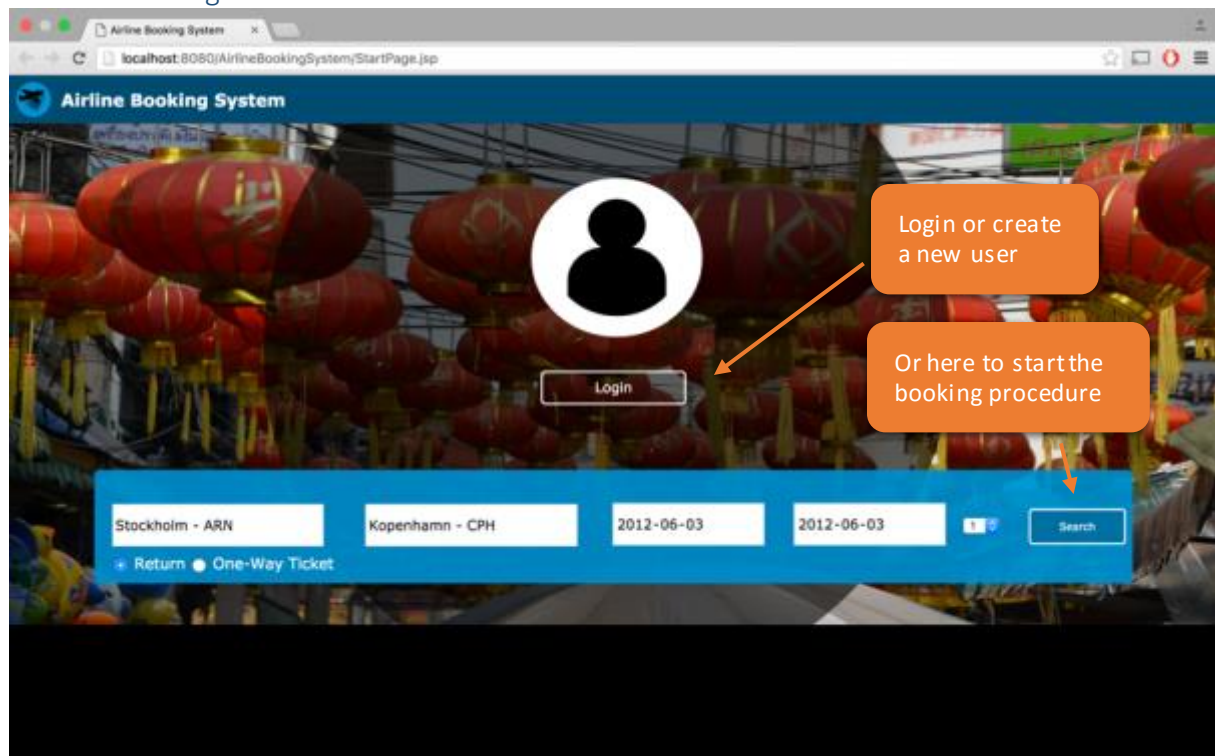 Airline Booking System
localhost:8080/AirlineBookingSystem/StartPage.jsp
Airline Booking System
Login or create
a new user
Or here to start the
booking procedure
Login
Stockholm - ARN
Kopenhamn - CPH
2012-06-03
2012-06-03
1
Search
Return
One-Way Ticket